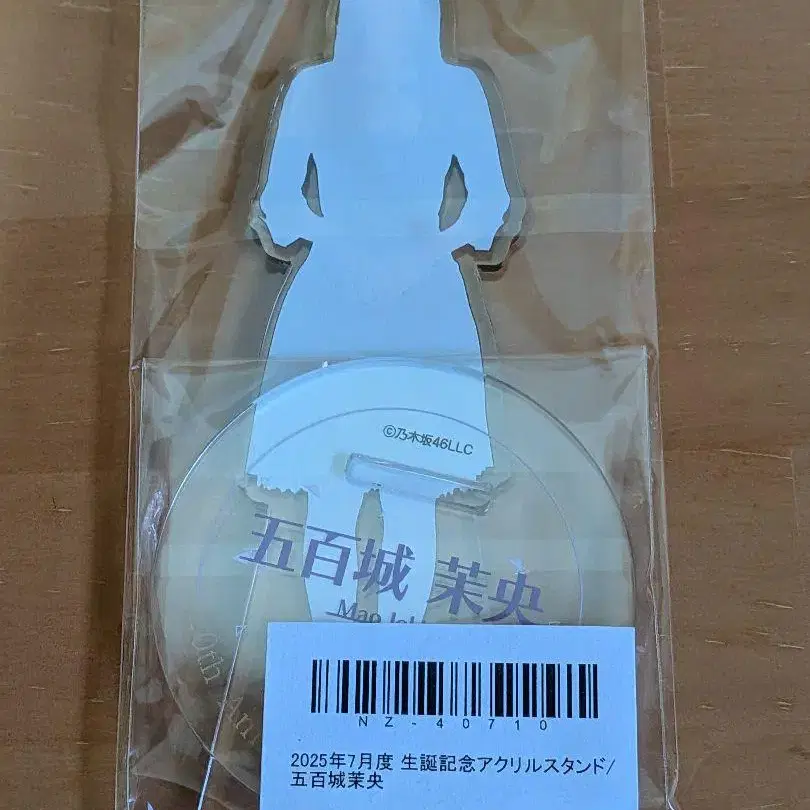 ©乃木坂46LLC
五百城 茉央
Mao
NZ-40710
2025年7月度 生誕記念アクリルスタンド/
五百城茉央